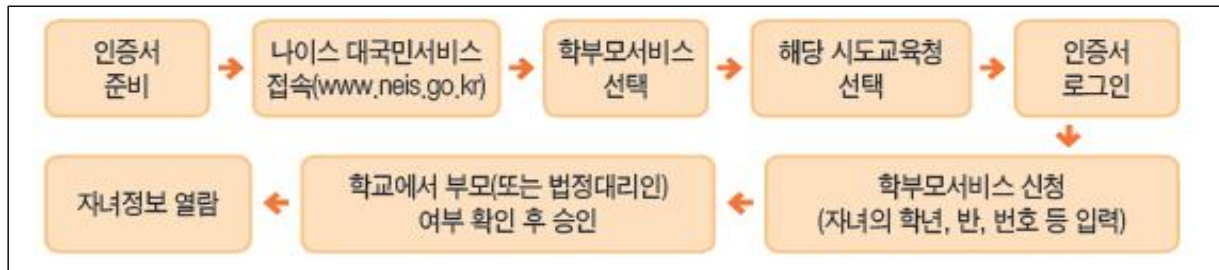 인증서
준비
나이스 대국민서비스
접속(www.neis.go.kr)
학부모서비스
선택
해당 시도교육청
선택
인증서
로그인
학부모서비스 신청
(자녀의 학년, 반, 번호 등 입력)
학교에서 부모(또는 법정대리인)
여부 확인 후 승인
자녀정보 열람